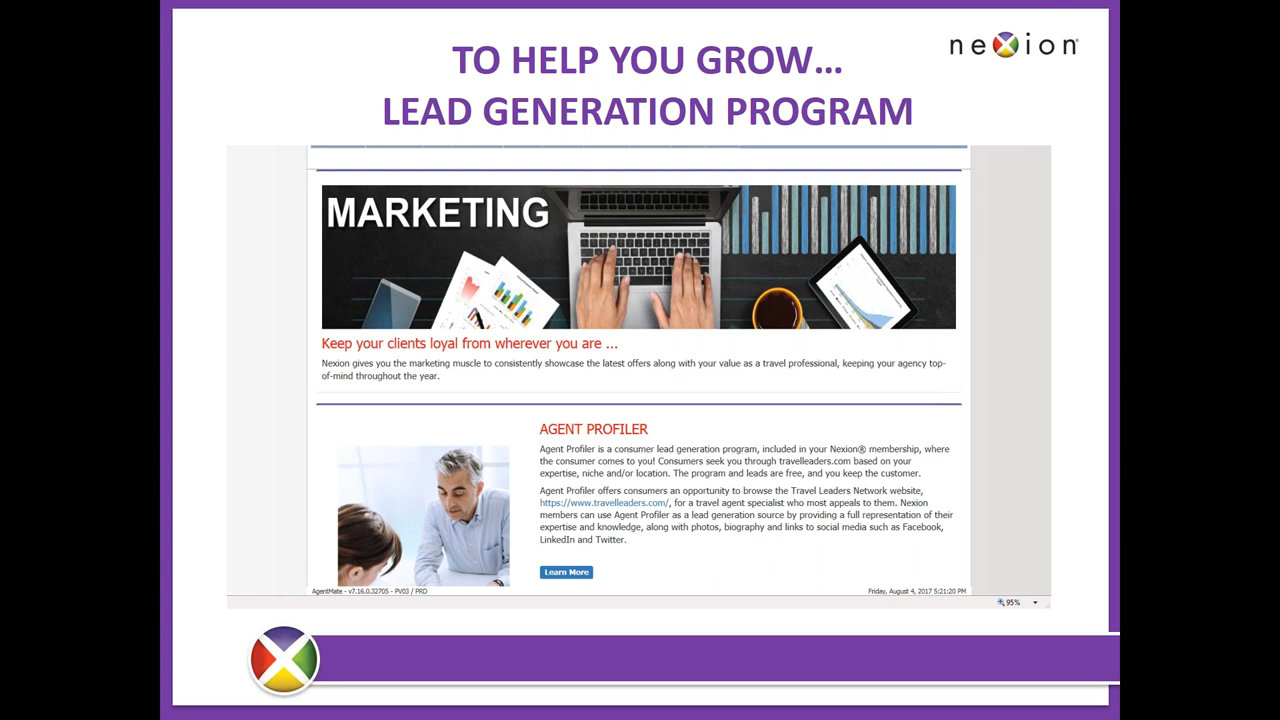 TO HELP YOU GROW...
nexion®
LEAD GENERATION PROGRAM
MARKETING
Keep your clients loyal from wherever you are ...
Nexion gives you the marketing muscle to consistently showcase the latest offers along with your value as a travel professional, keeping your agency top-
of-mind throughout the year.
AGENT PROFILER
Agent Profiler is a consumer lead generation program, included in your Nexion® membership, where
the consumer comes to you! Consumers seek you through travelleaders.com based on your
expertise, niche and/or location. The program and leads are free, and you keep the customer.
Agent Profiler offers consumers an opportunity to browse the Travel Leaders Network website,
https://www.travelleaders.com/, for a travel agent specialist who most appeals to them. Nexion
members can use Agent Profiler as a lead generation source by providing a full representation of their
expertise and knowledge, along with photos, biography and links to social media such as Facebook,
LinkedIn and Twitter.
Learn More
AgentMate - v7.16.0.32705 - PV03 / PRD
Friday, August 4, 2017 5:21:20 PM
95%